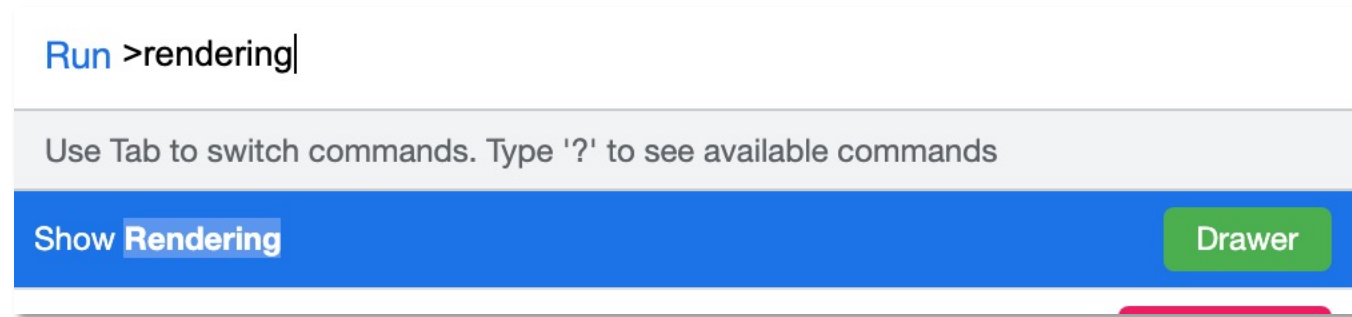 Run >rendering
Use Tab to switch commands. Type '?' to see available commands
Show Rendering Drawer